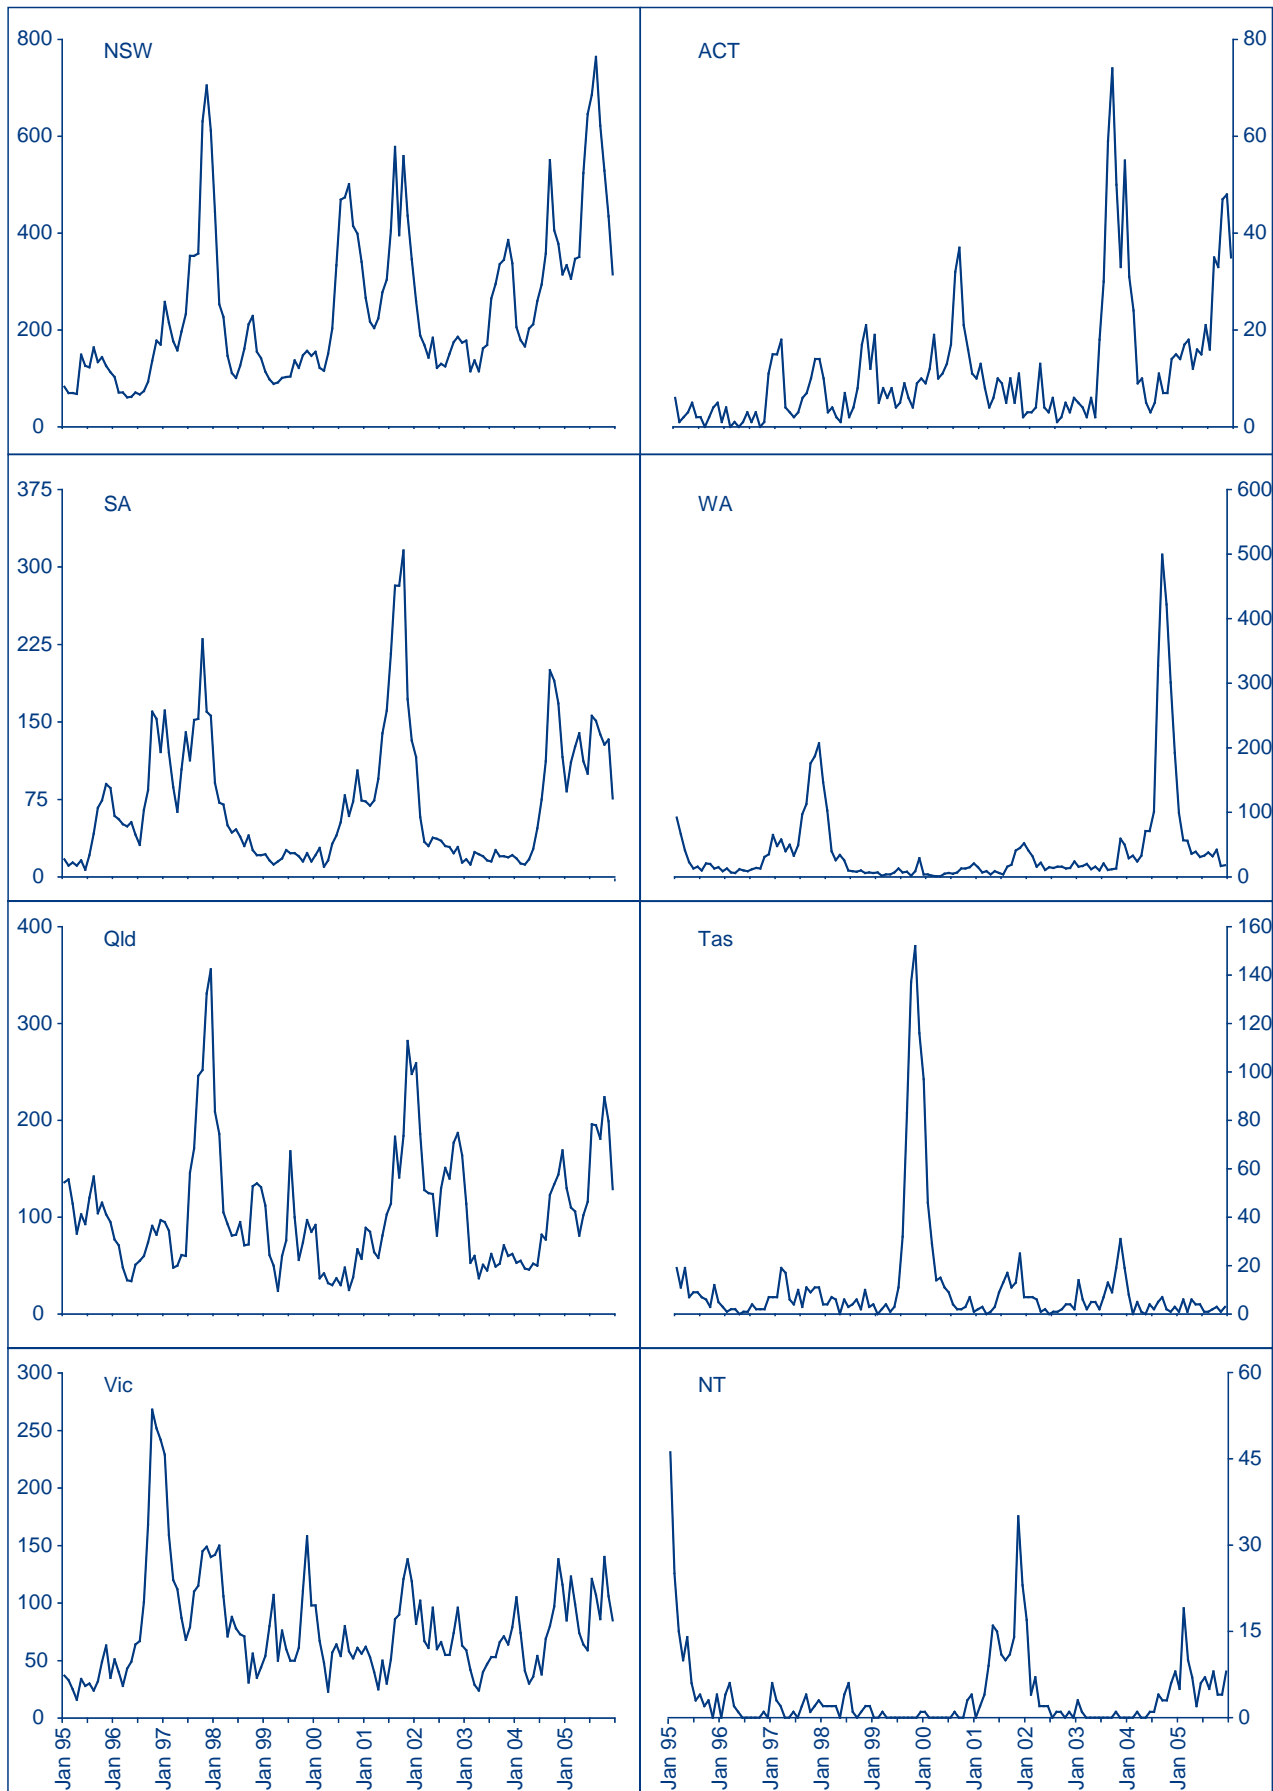 NSW
800
600
400
200
0
ACT
80
60
40
20
0
SA
375
300
225
150
75
0
WA
600
500
400
300
200
100
0
Qld
400
300
200
100
0
Tas
160
140
120
100
80
60
40
20
0
Vic
300
250
200
150
100
50
0
Jan 95
Jan 96
Jan 97
Jan 98
Jan 99
Jan 00
Jan 01
Jan 02
Jan 03
Jan 04
Jan 05
NT
60
45
30
15
0
Jan 95
Jan 96
Jan 97
Jan 98
Jan 99
Jan 00
Jan 01
Jan 02
Jan 03
Jan 04
Jan 05